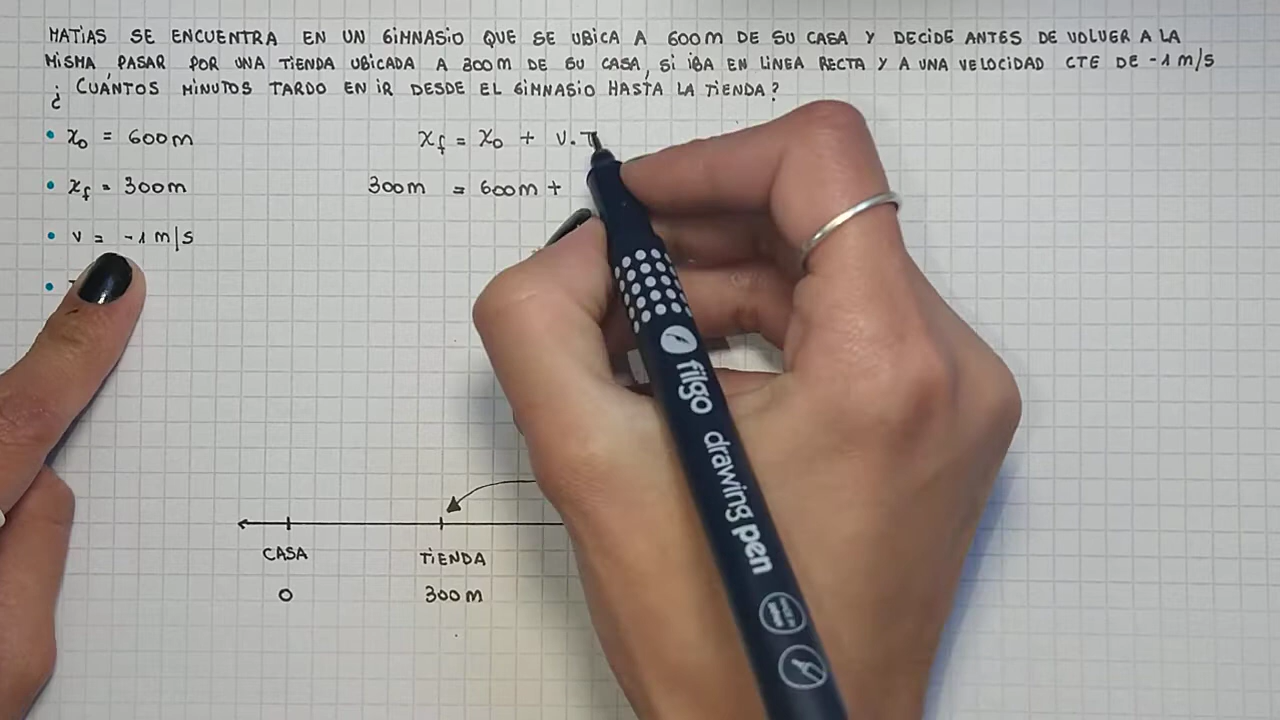 MATIAS SE ENCUENTRA EN UN GIMNASIO QUE SE UBICA A 600m DE SU CASA Y DECIDE ANTES DE VOLVER A LA
MISMA, PASAR POR UNA TIENDA UBICADA A 300m DE SU CASA, SI IBA EN LINEA RECTA Y A UNA VELOCIDAD CTE DE -1 m/s
¿ CUÁNTOS MINUTOS TARDO EN IR DESDE EL GIMNASIO HASTA LA TIENDA?
• x₀ = 600m
xf = x₀ + v.T
• xf = 300m
300m = 600m +
• v = -1 m/s
•
CASA TIENDA
0 300m
filgo drawing pen